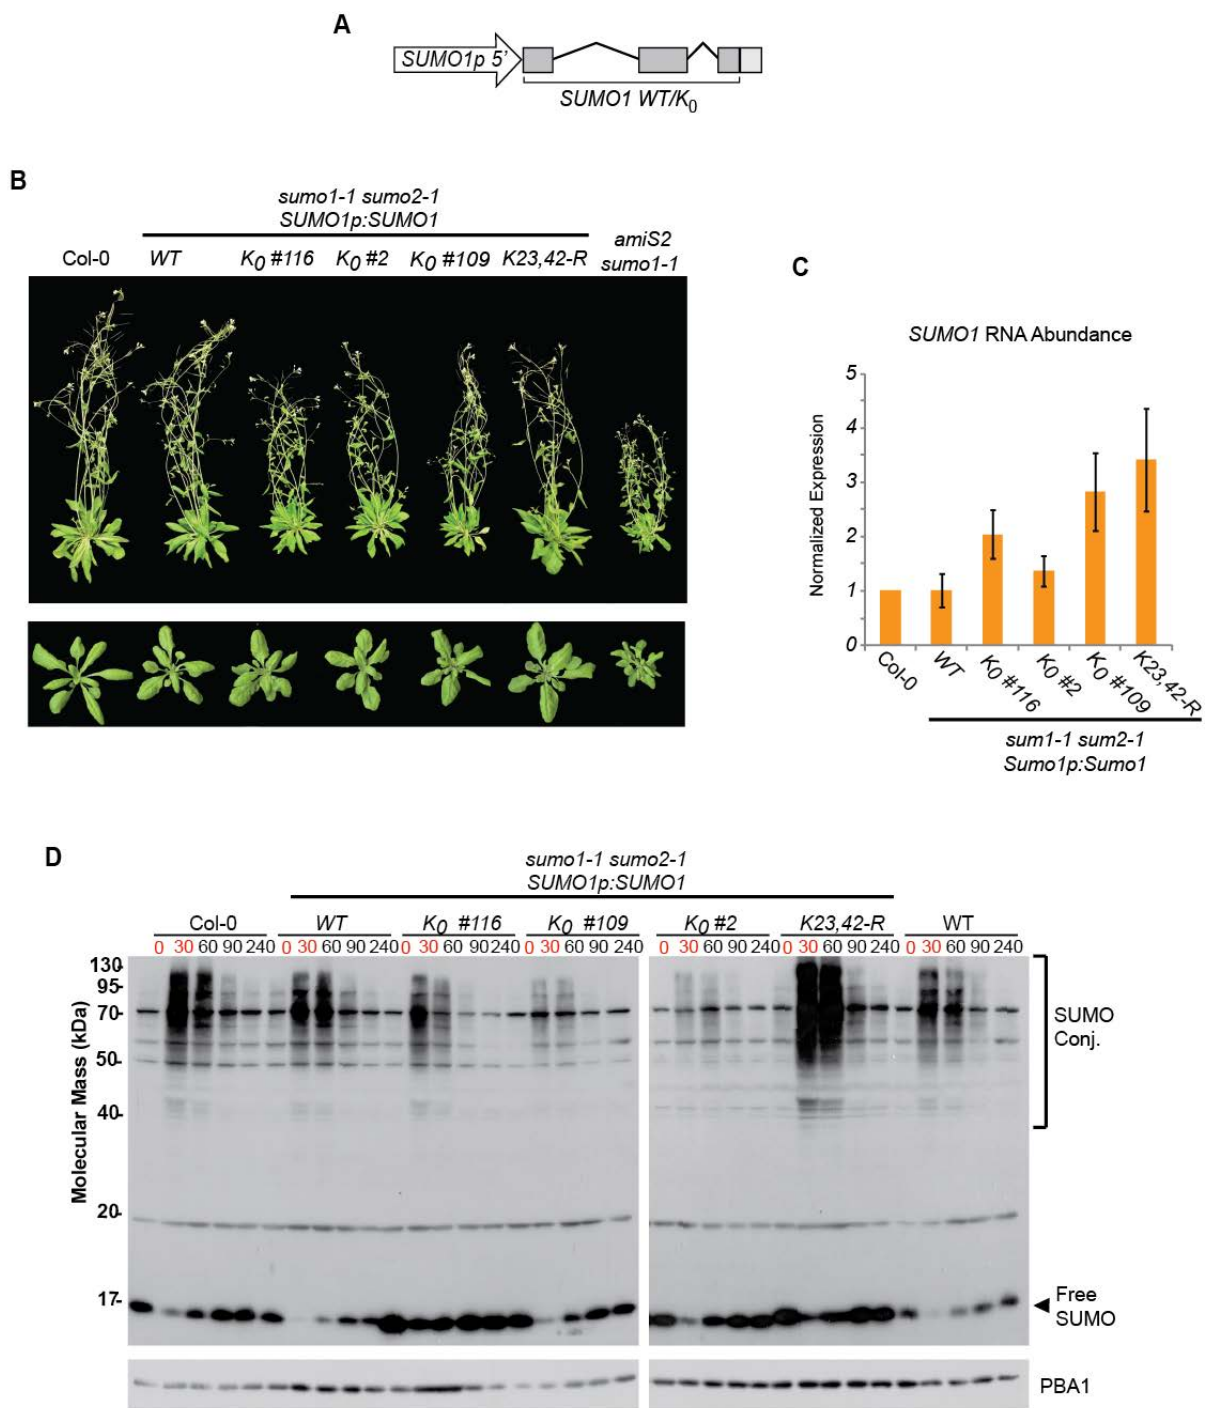 A
SUMO1p 5'
SUMO1 WT/K0
B
sumo1-1 sumo2-1
SUMO1p:SUMO1
Col-0 WT K0 #116 K0 #2 K0 #109 K23,42-R
amiS2
sumo1-1
C
SUMO1 RNA Abundance
Normalized Expression
5
4
3
2
1
0
Col-0 WT K0 #116 K0 #2 K0 #109 K23,42-R
sum1-1 sum2-1
Sumo1p:Sumo1
D
sumo1-1 sumo2-1
SUMO1p:SUMO1
Col-0 WT K0 #116 K0 #109 K0 #2 K23,42-R WT
0 30 60 90 240 0 30 60 90 240 0 30 60 90 240 0 30 60 90 240 0 30 60 90 240 0 30 60 90 240 0 30 60 90 240
Molecular Mass (kDa)
130-
95-
70-
50-
40-
20-
17-
SUMO
Conj.
Free
SUMO
PBA1